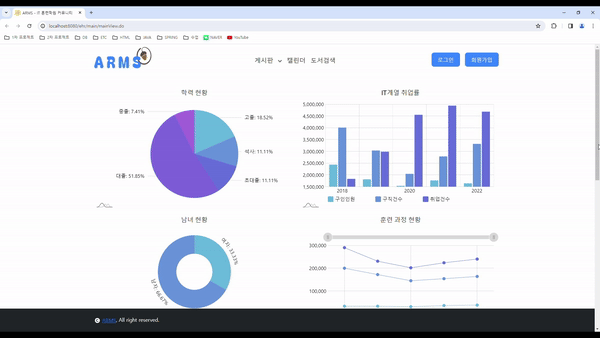 ARMS - IT 훈련학원 커뮤니티
localhost:8080/ehr/main/mainView.do
1차 프로젝트 2차 프로젝트 DB ETC HTML JAVA SPRING 수업 NAVER YouTube
ARMS 게시판 캘린더 도서검색 로그인 회원가입
학력 현황
중졸: 7.41%
고졸: 18.52%
석사: 11.11%
초대졸: 11.11%
대졸: 51.85%
IT계열 취업률
5,000,000
4,500,000
4,000,000
3,500,000
3,000,000
2,500,000
2,000,000
1,500,000
2018 2020 2022
구인인원 구직건수 취업건수
남녀 현황
여자: 33.33%
남자: 66.67%
훈련 과정 현황
300,000
200,000
100,000
All right reserved.